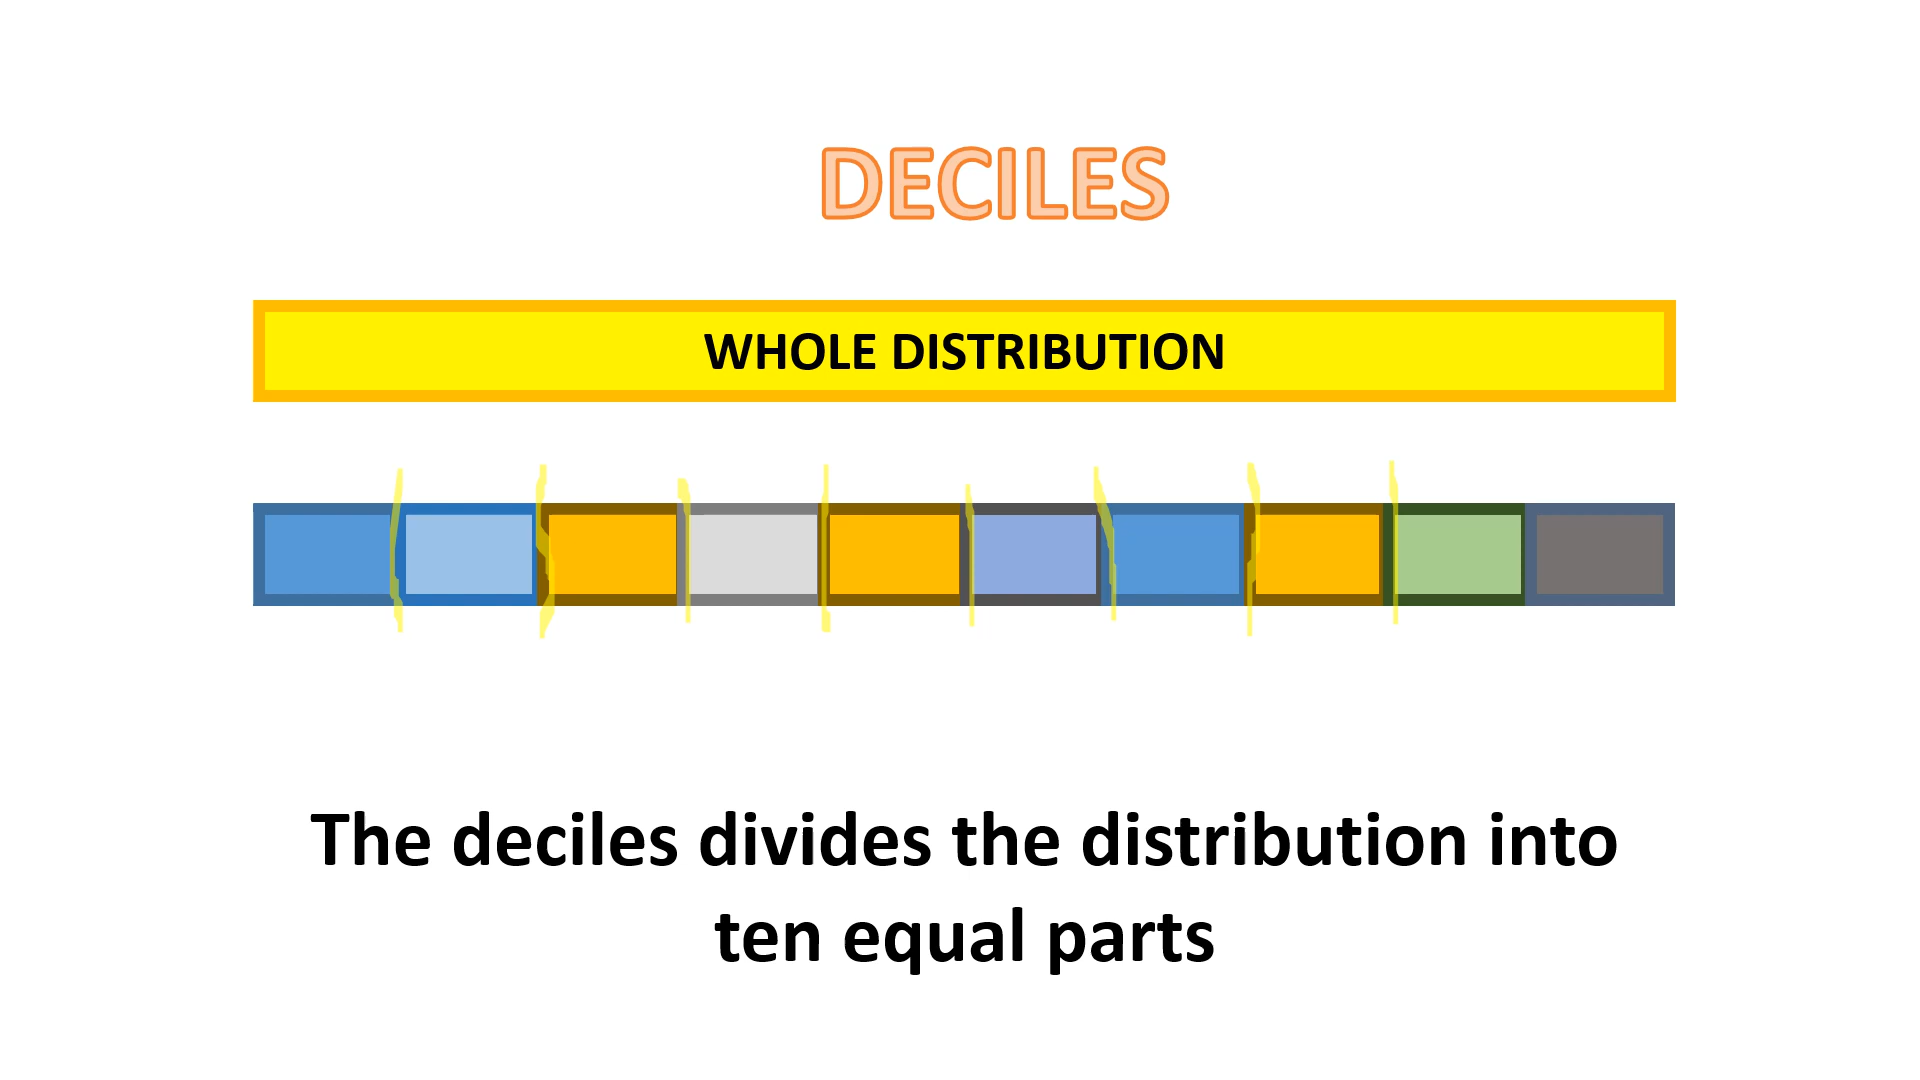 DECILES
WHOLE DISTRIBUTION
The deciles divides the distribution into
ten equal parts